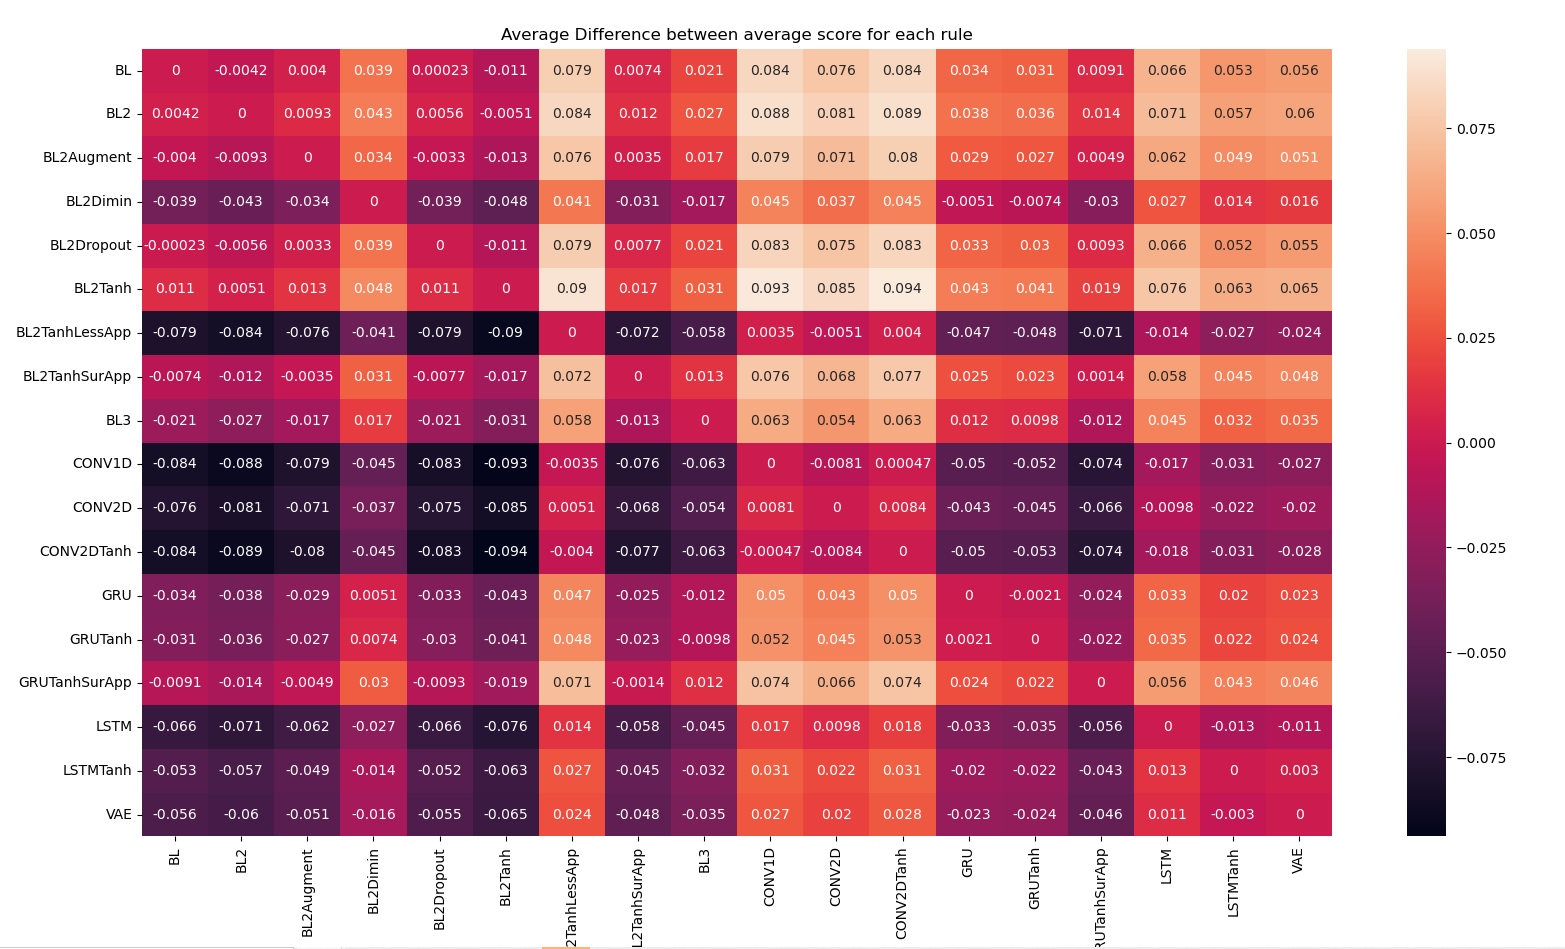 Average Difference between average score for each rule
BL 0 -0.0042 0.004 0.039 0.00023 -0.011 0.079 0.0074 0.021 0.084 0.076 0.084 0.034 0.031 0.0091 0.066 0.053 0.056
BL2 0.0042 0 0.0093 0.043 0.0056 -0.0051 0.084 0.012 0.027 0.088 0.081 0.089 0.038 0.036 0.014 0.071 0.057 0.06
BL2Augment -0.004 -0.0093 0 0.034 -0.0033 -0.013 0.076 0.0035 0.017 0.079 0.071 0.08 0.029 0.027 0.0049 0.062 0.049 0.051
BL2Dimin -0.039 -0.043 -0.034 0 -0.039 -0.048 0.041 -0.031 -0.017 0.045 0.037 0.045 -0.0051 -0.0074 -0.03 0.027 0.014 0.016
BL2Dropout -0.00023 -0.0056 0.0033 0.039 0 -0.011 0.079 0.0077 0.021 0.083 0.075 0.083 0.033 0.03 0.0093 0.066 0.052 0.055
BL2Tanh 0.011 0.0051 0.013 0.048 0.011 0 0.09 0.017 0.031 0.093 0.085 0.094 0.043 0.041 0.019 0.076 0.063 0.065
BL2TanhLessApp -0.079 -0.084 -0.076 -0.041 -0.079 -0.09 0 -0.072 -0.058 0.0035 -0.0051 0.004 -0.047 -0.048 -0.071 -0.014 -0.027 -0.024
BL2TanhSurApp -0.0074 -0.012 -0.0035 0.031 -0.0077 -0.017 0.072 0 0.013 0.076 0.068 0.077 0.025 0.023 0.0014 0.058 0.045 0.048
BL3 -0.021 -0.027 -0.017 0.017 -0.021 -0.031 0.058 -0.013 0 0.063 0.054 0.063 0.012 0.0098 -0.012 0.045 0.032 0.035
CONV1D -0.084 -0.088 -0.079 -0.045 -0.083 -0.093 -0.0035 -0.076 -0.063 0 -0.0081 0.00047 -0.05 -0.052 -0.074 -0.017 -0.031 -0.027
CONV2D -0.076 -0.081 -0.071 -0.037 -0.075 -0.085 0.0051 -0.068 -0.054 0.0081 0 0.0084 -0.043 -0.045 -0.066 -0.0098 -0.022 -0.02
CONV2DTanh -0.084 -0.089 -0.08 -0.045 -0.083 -0.094 -0.004 -0.077 -0.063 -0.00047 -0.0084 0 -0.05 -0.053 -0.074 -0.018 -0.031 -0.028
GRU -0.034 -0.038 -0.029 0.0051 -0.033 -0.043 0.047 -0.025 -0.012 0.05 0.043 0.05 0 -0.0021 -0.024 0.033 0.02 0.023
GRUTanh -0.031 -0.036 -0.027 0.0074 -0.03 -0.041 0.048 -0.023 -0.0098 0.052 0.045 0.053 0.0021 0 -0.022 0.035 0.022 0.024
GRUTanhSurApp -0.0091 -0.014 -0.0049 0.03 -0.0093 -0.019 0.071 -0.0014 0.012 0.074 0.066 0.074 0.024 0.022 0 0.056 0.043 0.046
LSTM -0.066 -0.071 -0.062 -0.027 -0.066 -0.076 0.014 -0.058 -0.045 0.017 0.0098 0.018 -0.033 -0.035 -0.056 0 -0.013 -0.011
LSTMTanh -0.053 -0.057 -0.049 -0.014 -0.052 -0.063 0.027 -0.045 -0.032 0.031 0.022 0.031 -0.02 -0.022 -0.043 0.013 0 0.003
VAE -0.056 -0.06 -0.051 -0.016 -0.055 -0.065 0.024 -0.048 -0.035 0.027 0.02 0.028 -0.023 -0.024 -0.046 0.011 -0.003 0
BL
BL2
BL2Augment
BL2Dimin
BL2Dropout
BL2Tanh
2TanhLessApp
L2TanhSurApp
BL3
CONV1D
CONV2D
CONV2DTanh
GRU
GRUTanh
RUTanhSurApp
LSTM
LSTMTanh
VAE
0.075
0.050
0.025
0.000
−0.025
−0.050
−0.075